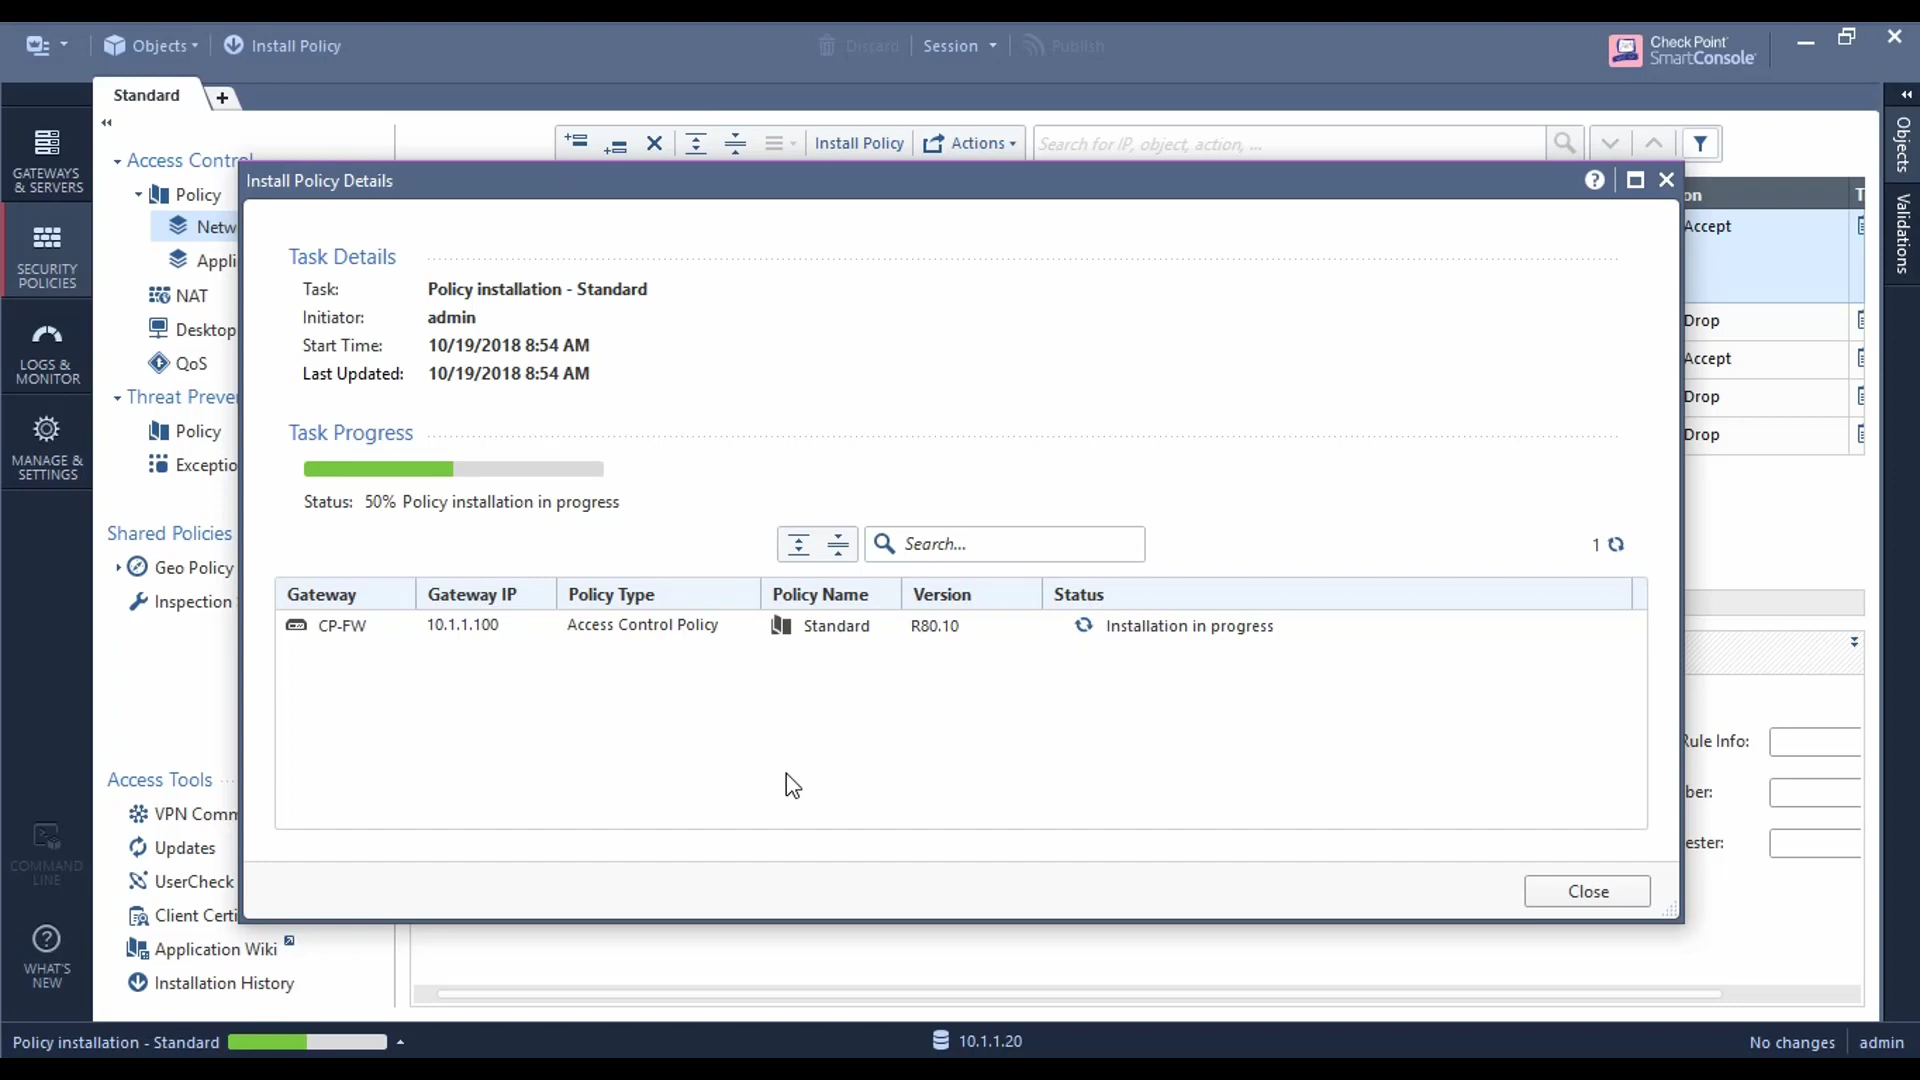 Objects
Install Policy
Discard
Session
Publish
Check Point
SmartConsole
Standard
Install Policy
Actions
Search for IP, object, action, ...
Objects
Validations
GATEWAYS
& SERVERS
SECURITY
POLICIES
LOGS &
MONITOR
MANAGE &
SETTINGS
COMMAND
LINE
WHAT'S
NEW
Access Control
Policy
Netw
Appli
NAT
Desktop
QoS
Threat Preve
Policy
Exceptio
Shared Policies
Geo Policy
Inspection
Access Tools
VPN Comm
Updates
UserCheck
Client Certi
Application Wiki
Installation History
Install Policy Details
Task Details
Task: Policy installation - Standard
Initiator: admin
Start Time: 10/19/2018 8:54 AM
Last Updated: 10/19/2018 8:54 AM
Task Progress
Status: 50% Policy installation in progress
Search...
1
Gateway Gateway IP Policy Type Policy Name Version Status
CP-FW 10.1.1.100 Access Control Policy Standard R80.10 Installation in progress
Close
on T
Accept
Drop
Accept
Drop
Drop
Rule Info:
ber:
ester:
Policy installation - Standard
10.1.1.20
No changes
admin